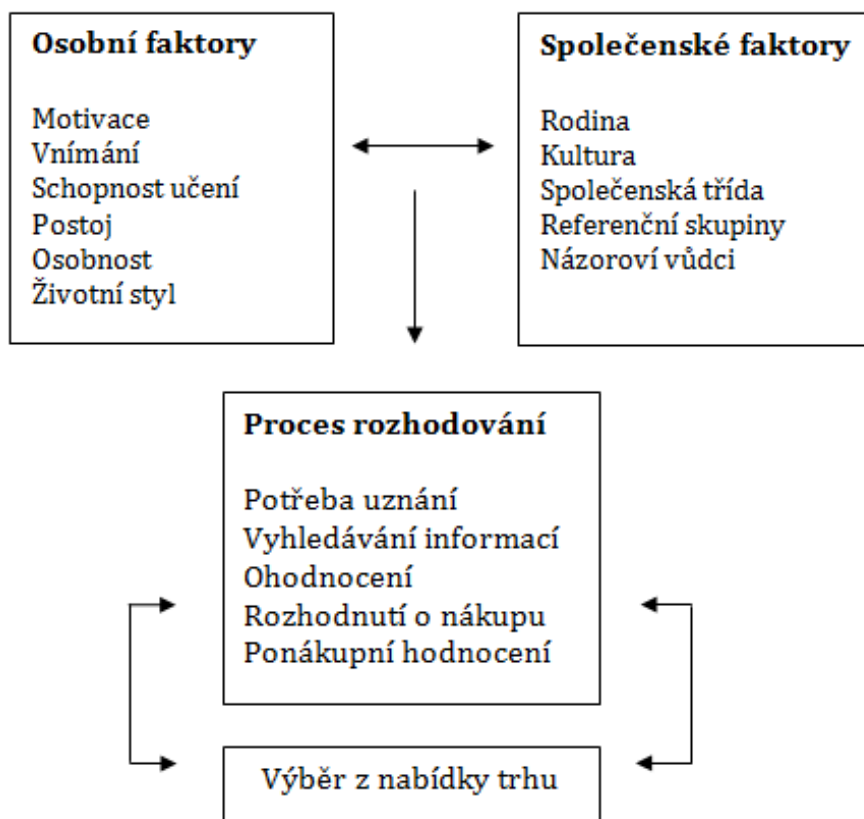 Osobní faktory
Motivace
Vnímání
Schopnost učení
Postoj
Osobnost
Životní styl
Společenské faktory
Rodina
Kultura
Společenská třída
Referenční skupiny
Názoroví vůdci
Proces rozhodování
Potřeba uznání
Vyhledávání informací
Ohodnocení
Rozhodnutí o nákupu
Ponákupní hodnocení
Výběr z nabídky trhu